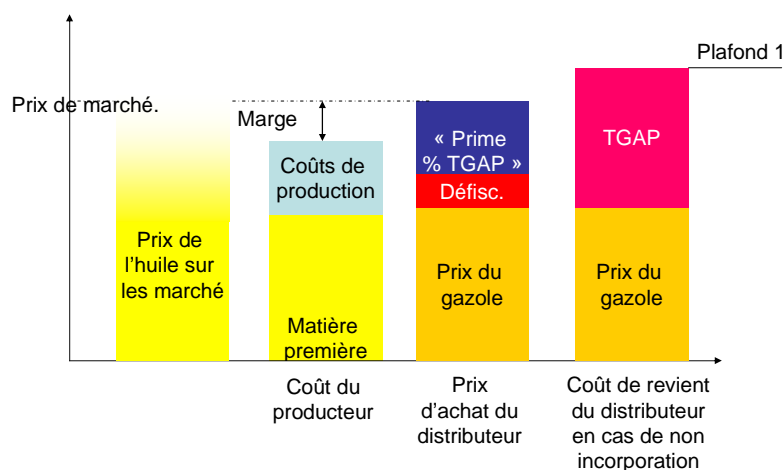 Plafond 1
Prix de marché.
Marge
« Prime
% TGAP »
TGAP
Coûts de
production
Défisc.
Prix de
l'huile sur
les marché
Prix du
gazole
Prix du
gazole
Matière
première
Coût du
producteur
Prix
d'achat du
distributeur
Coût de revient
du distributeur
en cas de non
incorporation